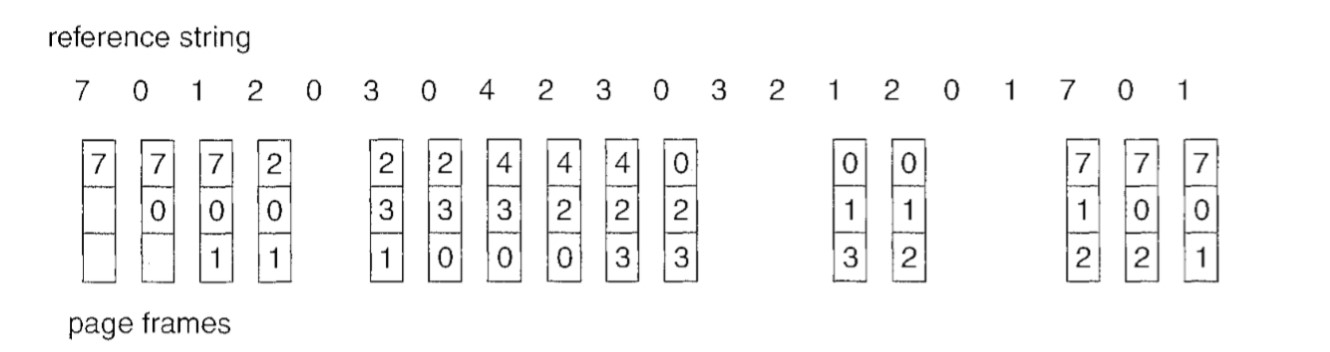 reference string
7 0 1 2 0 3 0 4 2 3 0 3 2 1 2 0 1 7 0 1
7 7 7 2 2 2 4 4 4 0 0 0 7 7 7
0 0 0 3 3 3 2 2 2 1 1 1 0 0
1 1 1 0 0 0 3 3 3 2 2 2 1
page frames